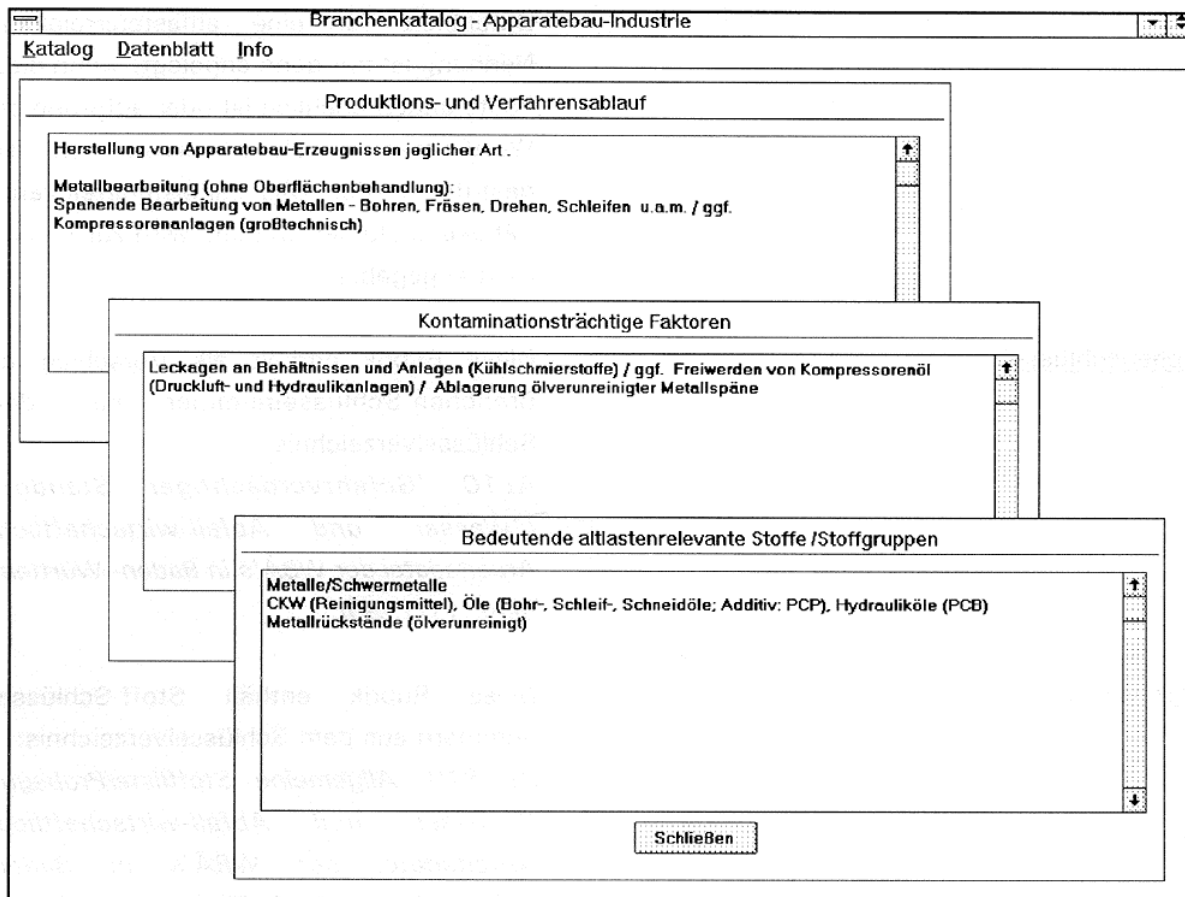 Branchenkatalog - Apparatebau-Industrie
Katalog Datenblatt Info
Produktions- und Verfahrensablauf
Herstellung von Apparatebau-Erzeugnissen jeglicher Art .
Metallbearbeitung (ohne Oberflächenbehandlung):
Spanende Bearbeitung von Metallen - Bohren, Fräsen, Drehen, Schleifen u.a.m. / ggf.
Kompressorenanlagen (großtechnisch)
Kontaminationsträchtige Faktoren
Leckagen an Behältnissen und Anlagen (Kühlschmierstoffe) / ggf. Freiwerden von Kompressorenöl
(Druckluft- und Hydraulikanlagen) / Ablagerung ölverunreinigter Metallspäne
Bedeutende altlastenrelevante Stoffe /Stoffgruppen
Metalle/Schwermetalle
CKW (Reinigungsmittel), Öle (Bohr-, Schleif-, Schneidöle; Additiv: PCP), Hydrauliköle (PCB)
Metallrückstände (ölverunreinigt)
Schließen